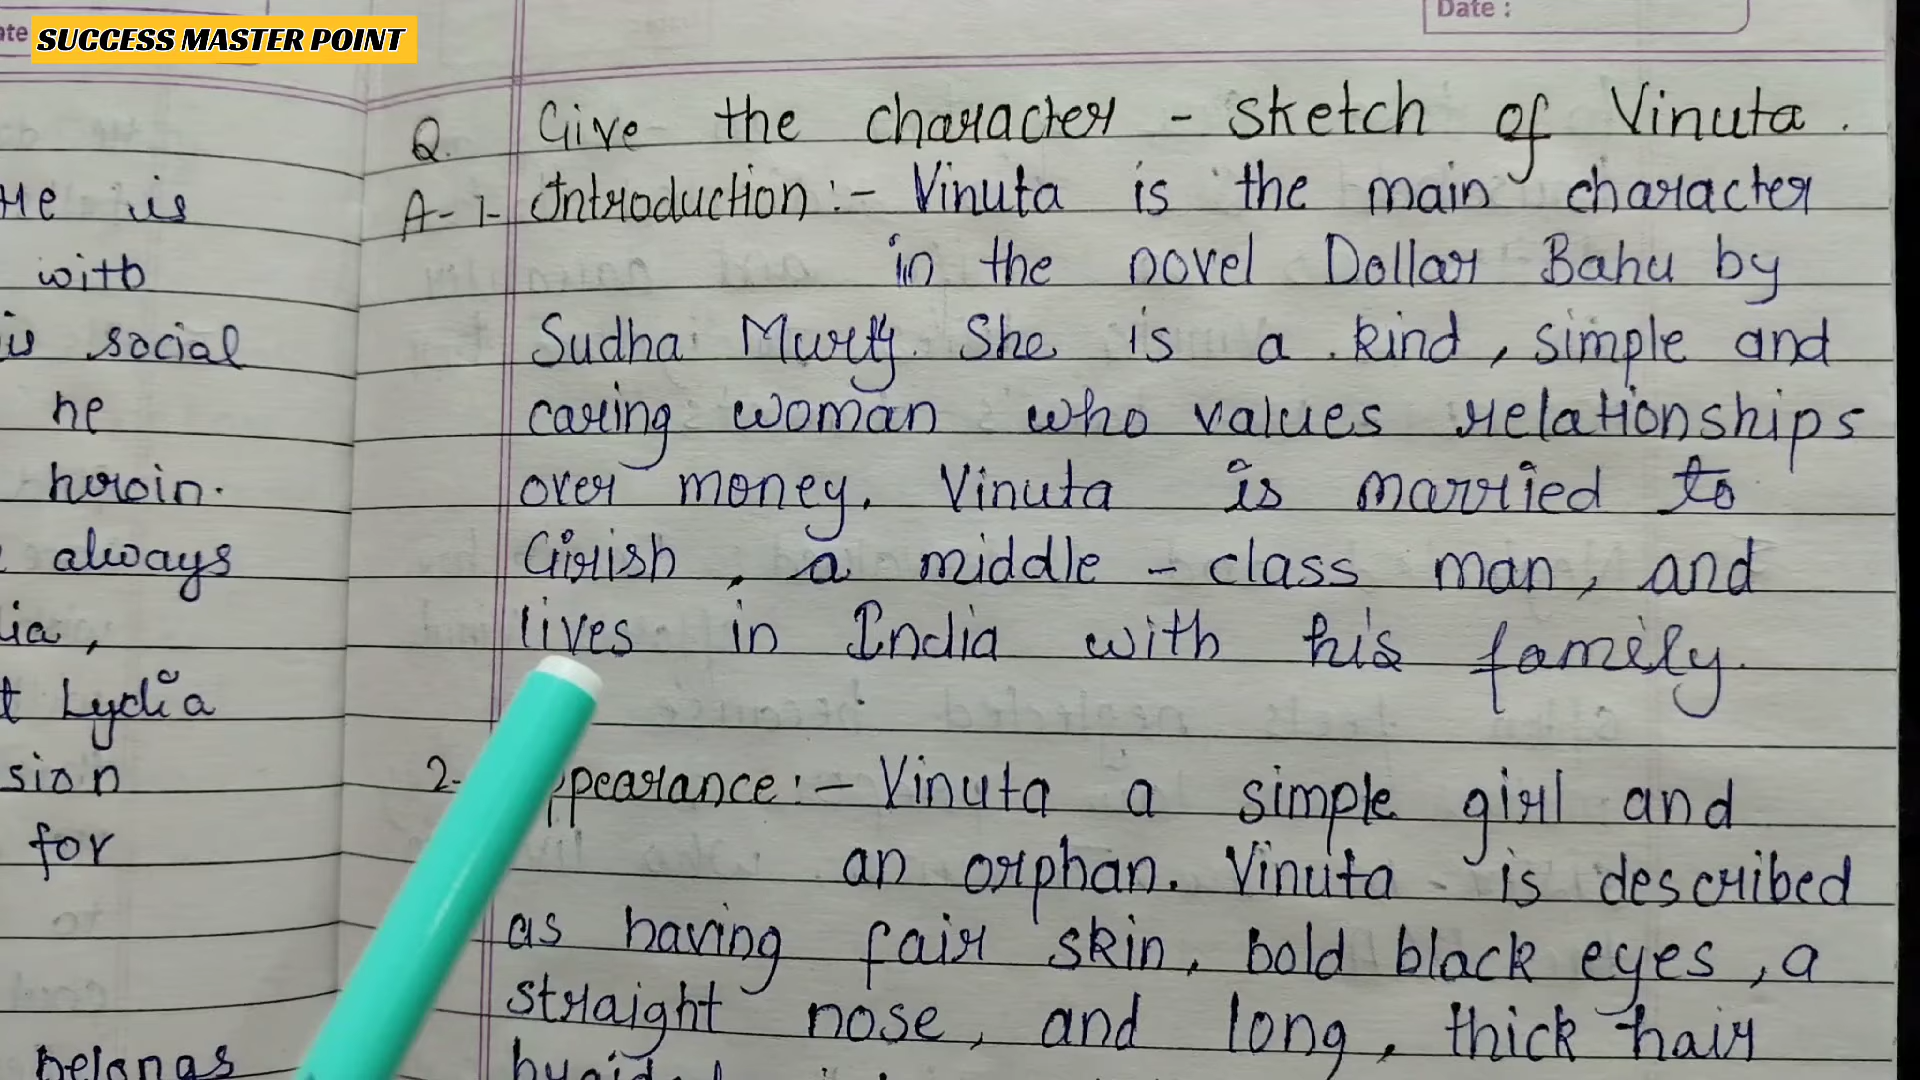 SUCCESS MASTER POINT
Date :
He is
with
is social
he
heroin.
always
Lydia
sion
for
belongs
Q. Give the character - sketch of Vinuta.
A-1- Introduction :- Vinuta is the main character
in the novel Dollar Bahu by
Sudha Murty. She is a kind, simple and
caring woman who values relationships
over money. Vinuta is married to
Girish, a middle - class man, and
lives in India with his family.
2- ppearance :- Vinuta a simple girl and
an orphan. Vinuta is described
as having fair skin, bold black eyes, a
straight nose, and long, thick hair